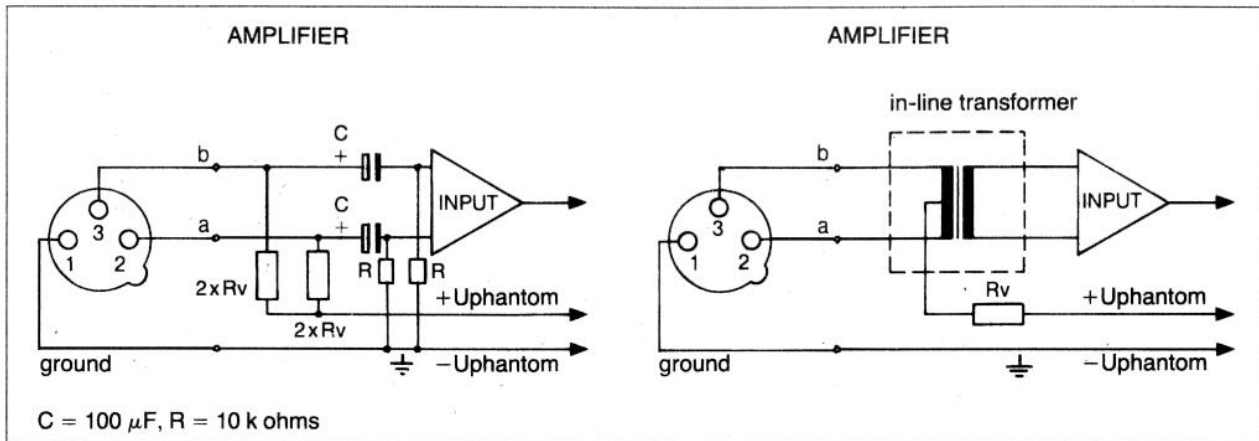 AMPLIFIER
C
+
b
C
+
a
3
1
2
INPUT
R
R
2xRv
2xRv
+Uphantom
−Uphantom
ground
C = 100 μF, R = 10 k ohms
AMPLIFIER
in-line transformer
b
a
3
1
2
INPUT
Rv
+Uphantom
−Uphantom
ground